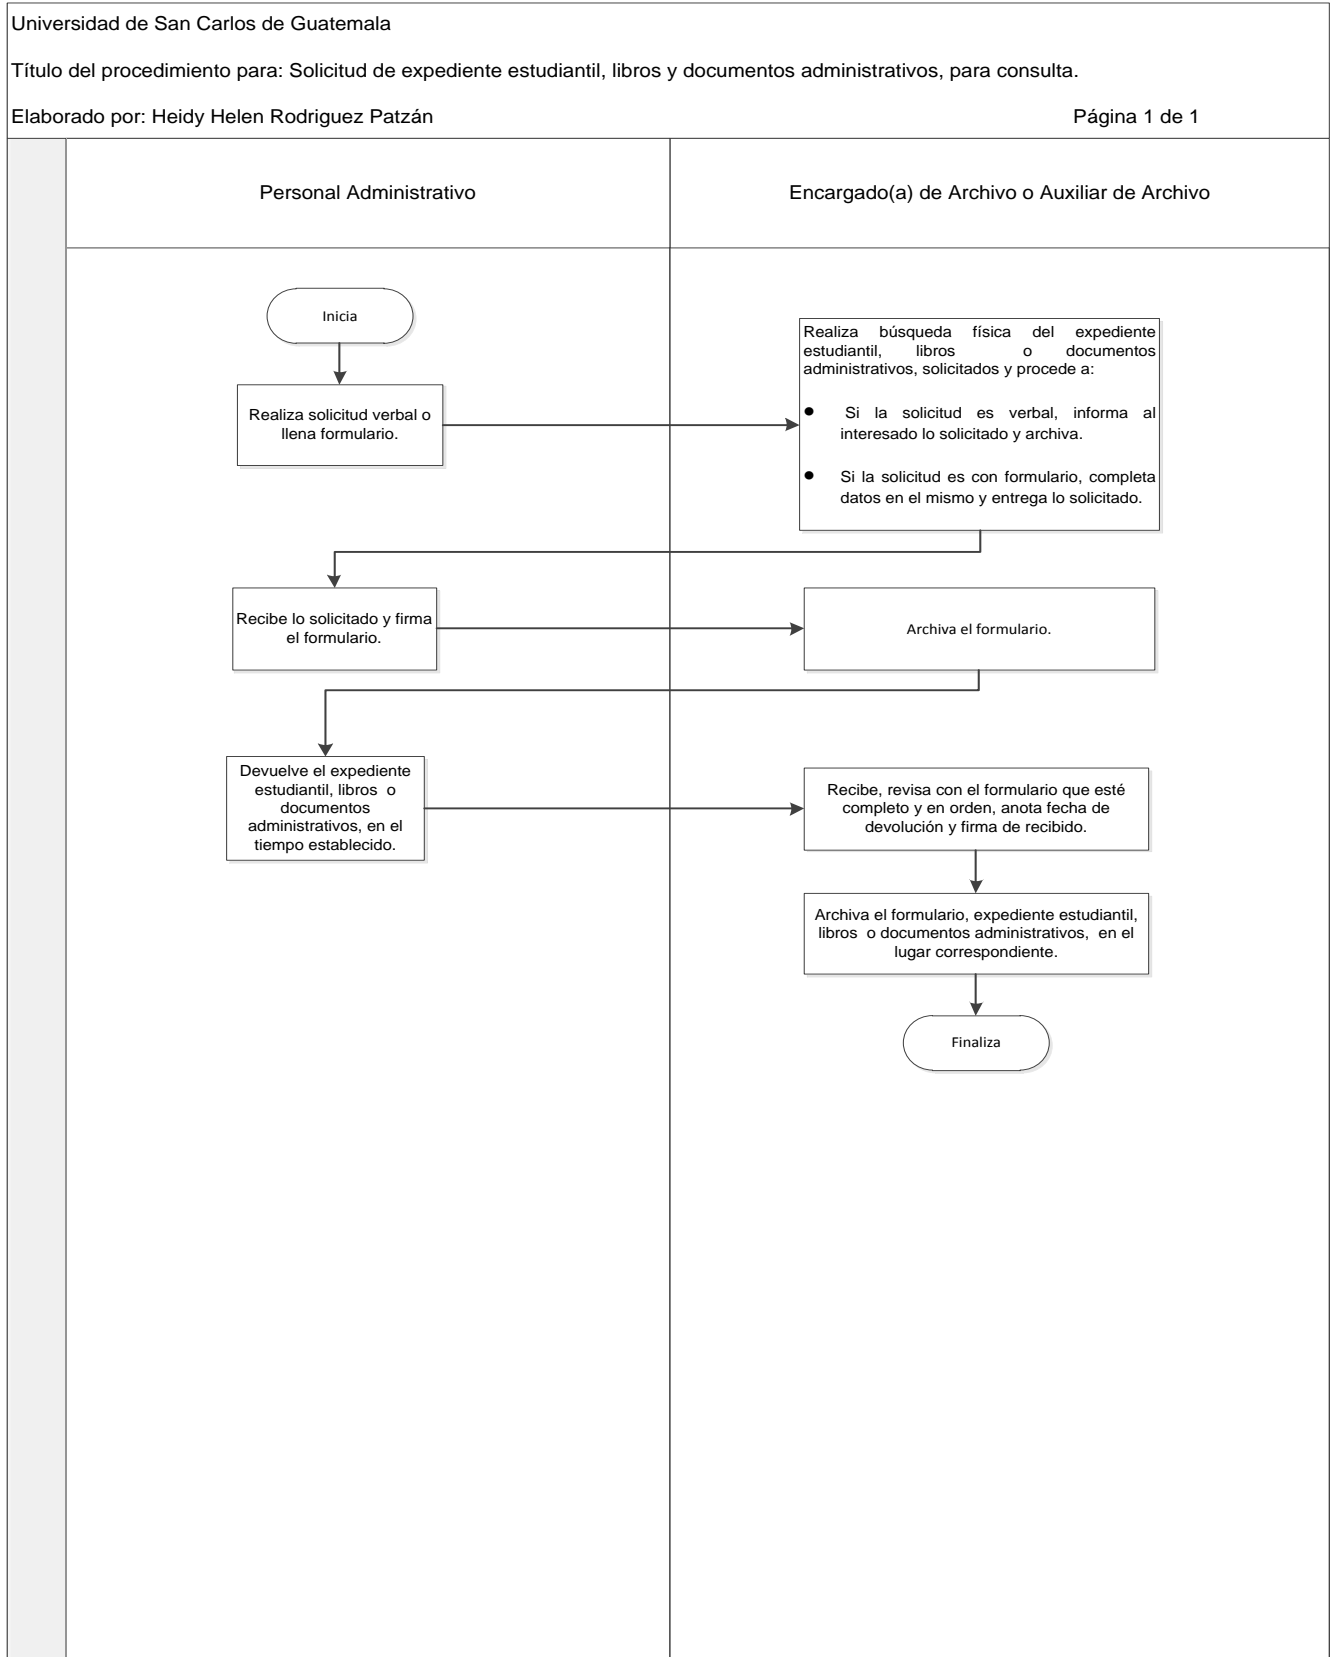 Universidad de San Carlos de Guatemala
Título del procedimiento para: Solicitud de expediente estudiantil, libros y documentos administrativos, para consulta.
Elaborado por: Heidy Helen Rodriguez Patzán Página 1 de 1
Personal Administrativo
Encargado(a) de Archivo o Auxiliar de Archivo
Inicia
Realiza solicitud verbal o
llena formulario.
Realiza búsqueda física del expediente
estudiantil, libros o documentos
administrativos, solicitados y procede a:
● Si la solicitud es verbal, informa al
interesado lo solicitado y archiva.
● Si la solicitud es con formulario, completa
datos en el mismo y entrega lo solicitado.
Recibe lo solicitado y firma
el formulario.
Archiva el formulario.
Devuelve el expediente
estudiantil, libros o
documentos
administrativos, en el
tiempo establecido.
Recibe, revisa con el formulario que esté
completo y en orden, anota fecha de
devolución y firma de recibido.
Archiva el formulario, expediente estudiantil,
libros o documentos administrativos, en el
lugar correspondiente.
Finaliza